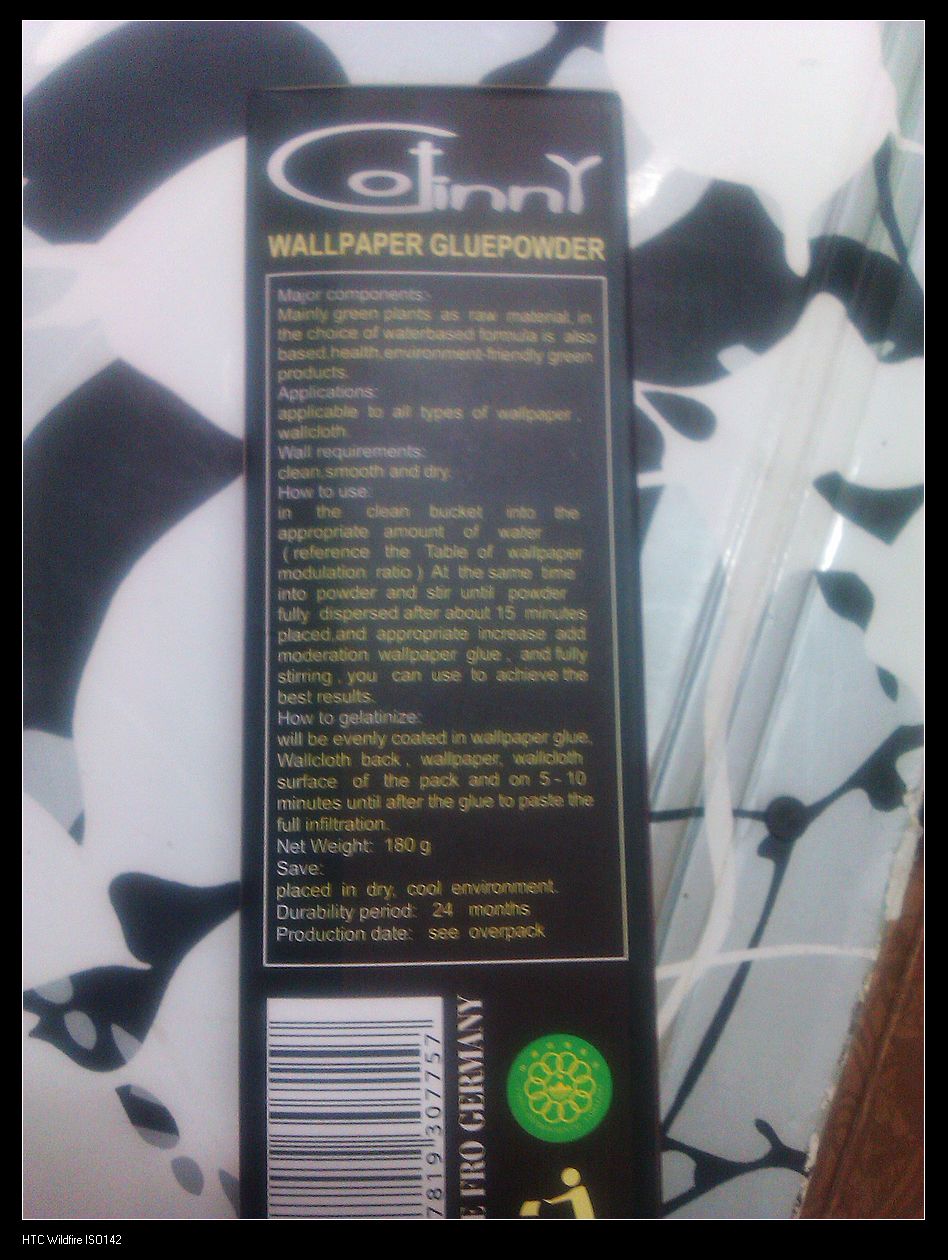 Cotinny
WALLPAPER GLUEPOWDER
Major components:
Mainly green plants as raw material, in
the choice of waterbased formula is also
based health,environment-friendly green
products.
Applications:
applicable to all types of wallpaper ,
wallcloth.
Wall requirements:
clean,smooth and dry.
How to use:
in the clean bucket into the
appropriate amount of water
( reference the Table of wallpaper
modulation ratio ) At the same time
into powder and stir until powder
fully dispersed after about 15 minutes
placed,and appropriate increase add
moderation wallpaper glue , and fully
stirring , you can use to achieve the
best results.
How to gelatinize:
will be evenly coated in wallpaper glue,
Wallcloth back , wallpaper, wallcloth
surface of the pack and on 5 - 10
minutes until after the glue to paste the
full infiltration.
Net Weight: 180 g
Save:
placed in dry, cool environment.
Durability period: 24 months
Production date: see overpack
7819 307757
E FRO GERMANY
HTC Wildfire ISO142